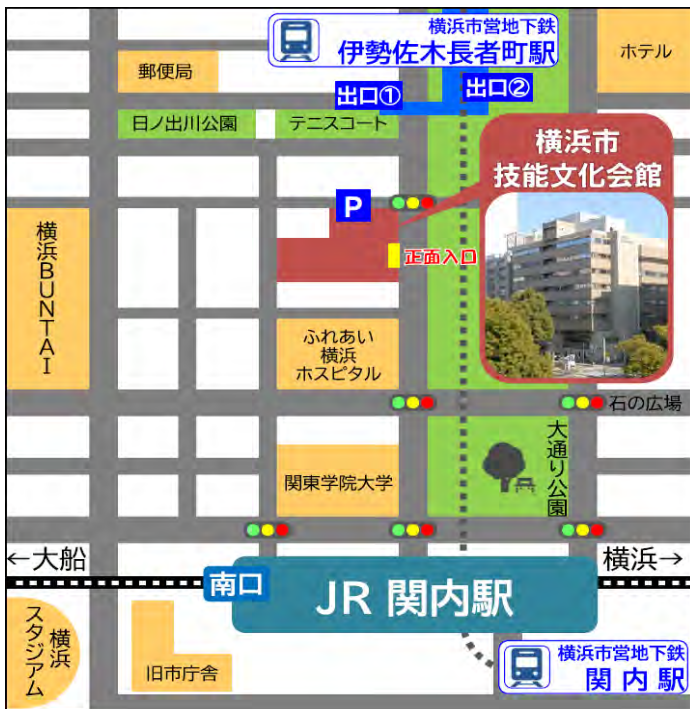 横浜市営地下鉄
伊勢佐木長者町駅
ホテル
郵便局
出口①
出口②
日ノ出川公園
テニスコート
横浜市
技能文化会館
P
正面入口
横浜BUNTAI
ふれあい
横浜
ホスピタル
石の広場
大通り公園
関東学院大学
←大船
横浜→
南口
JR 関内駅
横浜
スタジアム
旧市庁舎
横浜市営地下鉄
関内駅